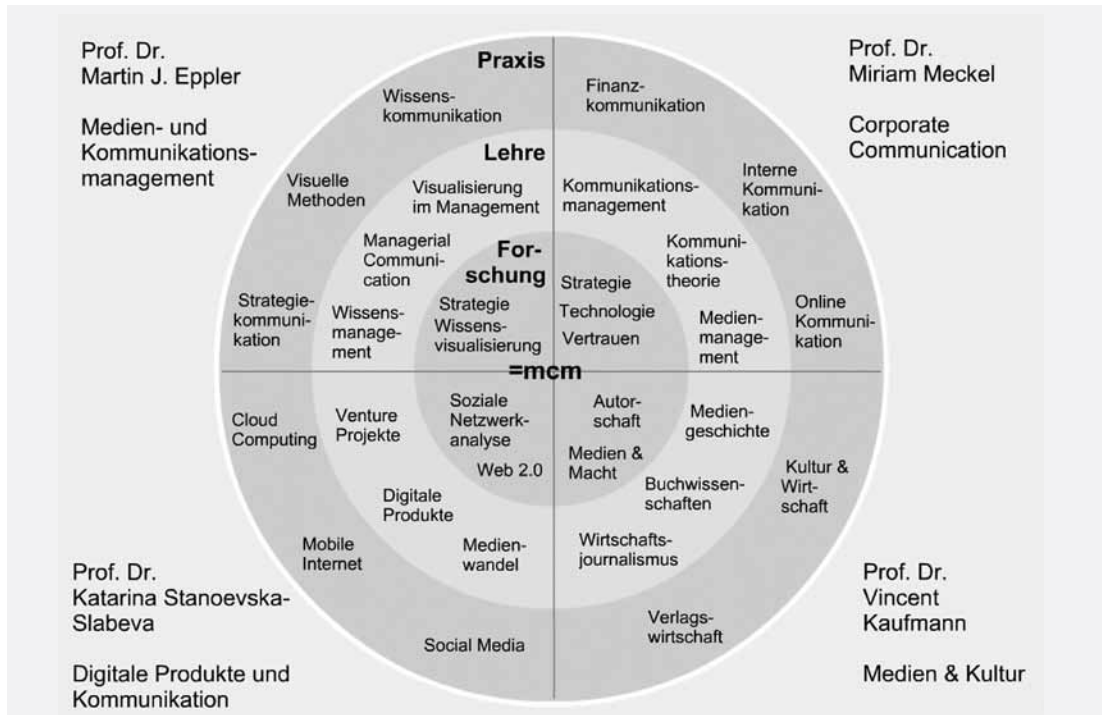 Prof. Dr.
Martin J. Eppler
Medien- und
Kommunikations-
management
Prof. Dr.
Miriam Meckel
Corporate
Communication
Praxis
Wissens-
kommunikation
Visuelle
Methoden
Strategie-
kommuni-
kation
Finanz-
kommunikation
Interne
Kommuni-
kation
Online
Kommuni-
kation
Lehre
Visualisierung
im Management
Managerial
Communi-
cation
Wissens-
manage-
ment
Kommunikations-
management
Kommuni-
kations-
theorie
Medien-
manage-
ment
For-
schung
Strategie
Wissens-
visualisierung
Strategie
Technologie
Vertrauen
=mcm
Soziale
Netzwerk-
analyse
Web 2.0
Autor-
schaft
Medien &
Macht
Venture
Projekte
Digitale
Produkte
Medien-
wandel
Medien-
geschichte
Buchwissen-
schaften
Wirtschafts-
journalismus
Cloud
Computing
Mobile
Internet
Social Media
Kultur &
Wirt-
schaft
Verlags-
wirtschaft
Prof. Dr.
Katarina Stanoevska-
Slabeva
Digitale Produkte und
Kommunikation
Prof. Dr.
Vincent
Kaufmann
Medien & Kultur